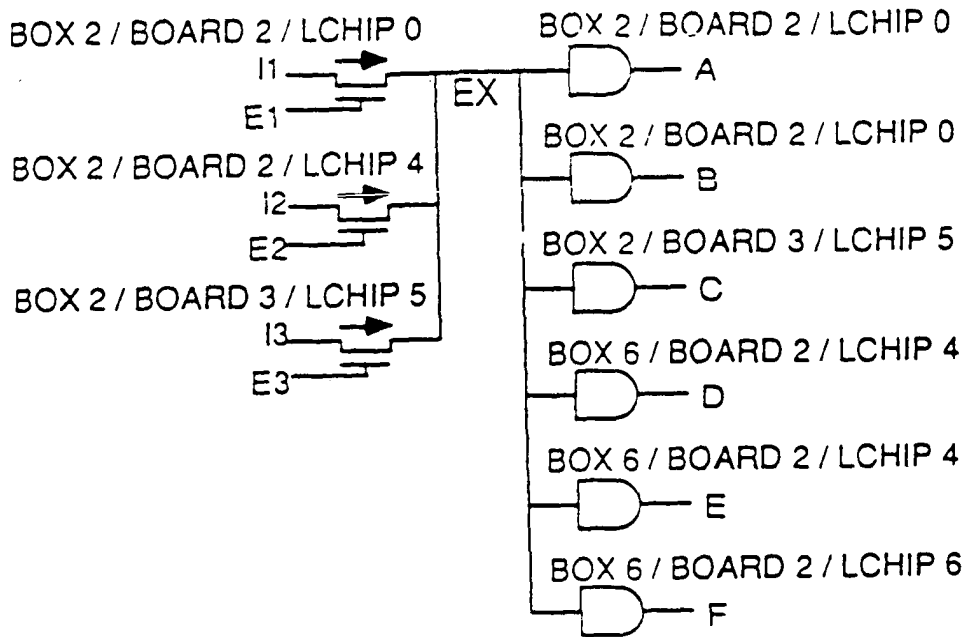 BOX 2 / BOARD 2 / LCHIP 0
I1
E1
BOX 2 / BOARD 2 / LCHIP 4
I2
E2
BOX 2 / BOARD 3 / LCHIP 5
I3
E3
EX
BOX 2 / BOARD 2 / LCHIP 0
A
BOX 2 / BOARD 2 / LCHIP 0
B
BOX 2 / BOARD 3 / LCHIP 5
C
BOX 6 / BOARD 2 / LCHIP 4
D
BOX 6 / BOARD 2 / LCHIP 4
E
BOX 6 / BOARD 2 / LCHIP 6
F